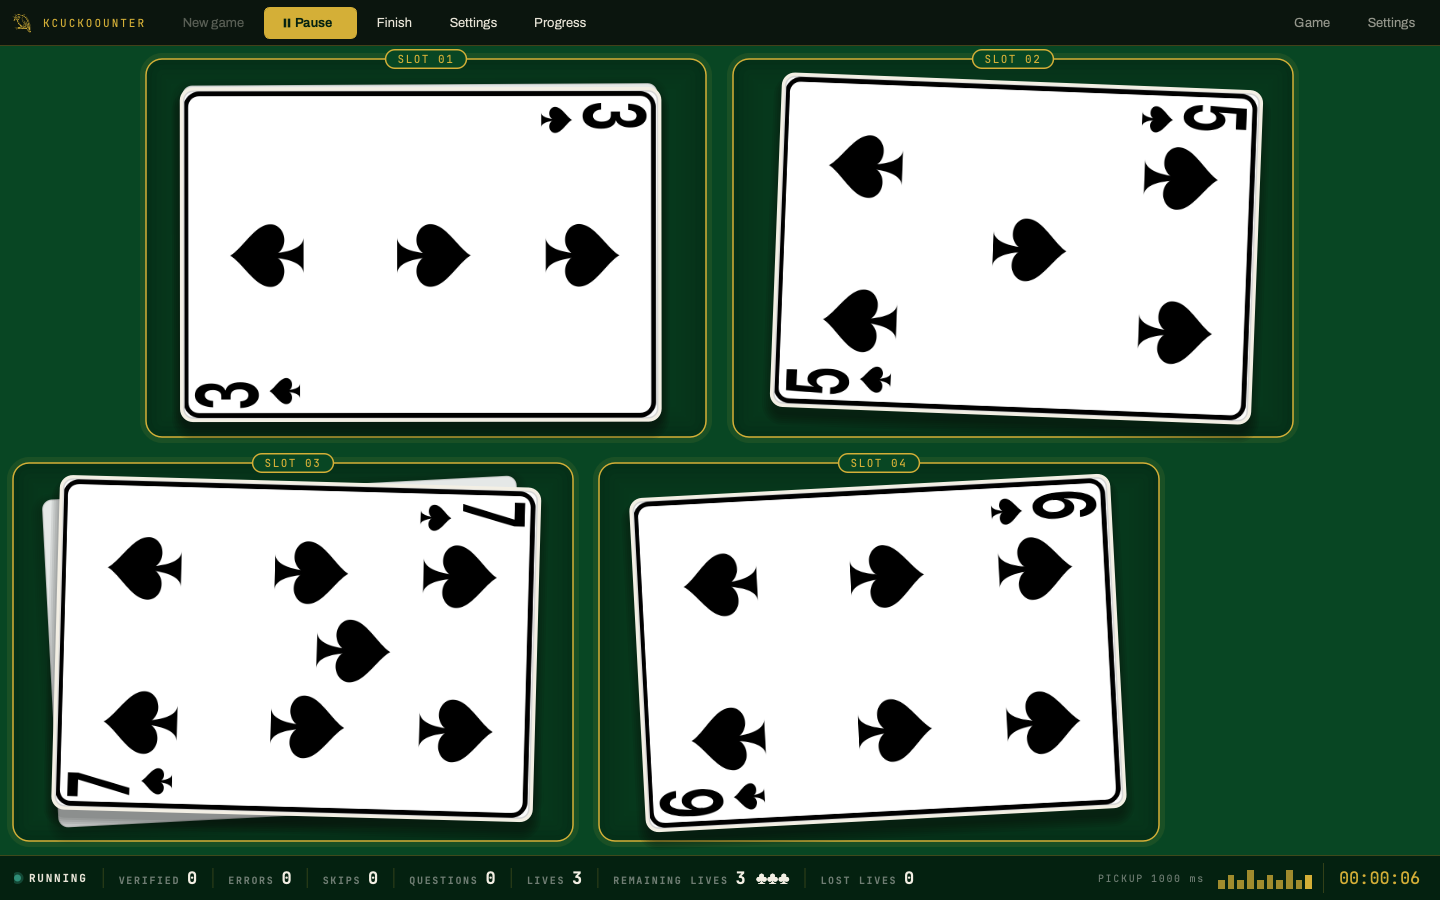 KCUCKOOUNTER New game Pause Finish Settings Progress Game Settings
SLOT 01 SLOT 02
3 5
3 5
SLOT 03 SLOT 04
7 6
7 6
RUNNING VERIFIED 0 ERRORS 0 SKIPS 0 QUESTIONS 0 LIVES 3 REMAINING LIVES 3 ♣♣♣ LOST LIVES 0 PICKUP 1000 ms 00:00:06